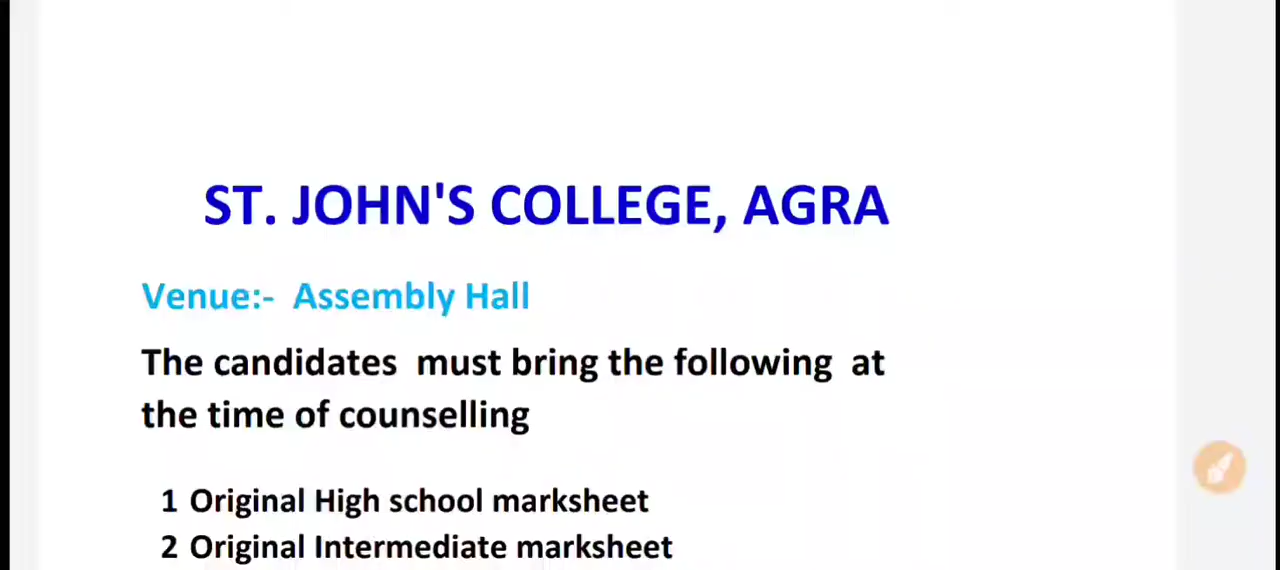 ST. JOHN'S COLLEGE, AGRA
Venue:- Assembly Hall
The candidates must bring the following at
the time of counselling
1 Original High school marksheet
2 Original Intermediate marksheet